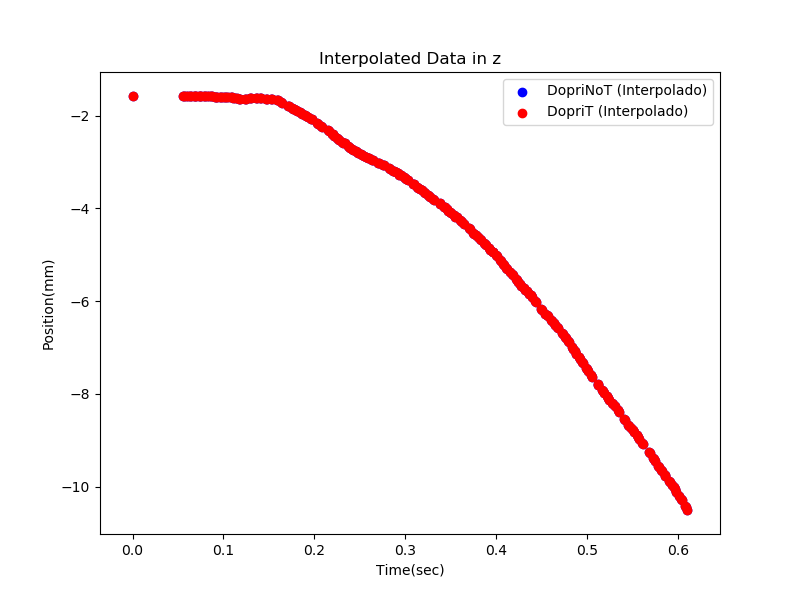 Interpolated Data in z
DopriNoT (Interpolado)
DopriT (Interpolado)
−2
−4
−6
−8
−10
Position(mm)
0.0 0.1 0.2 0.3 0.4 0.5 0.6
Time(sec)